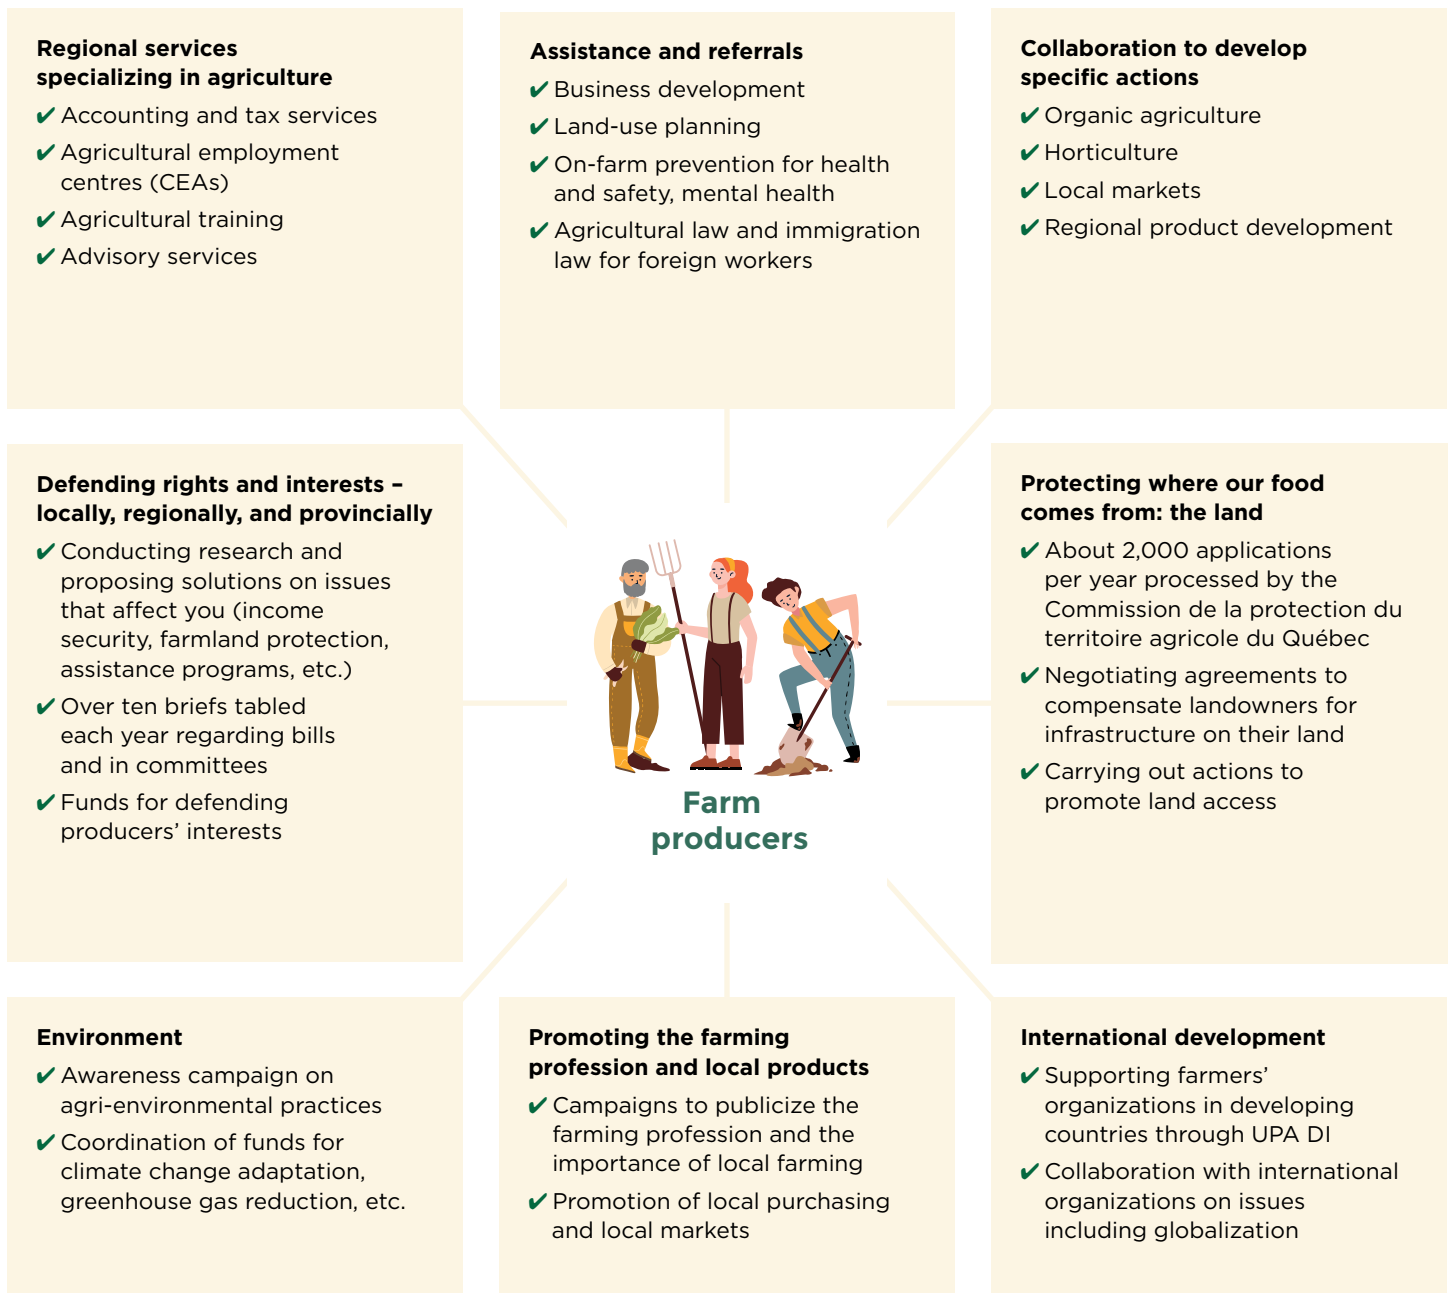 Regional services
specializing in agriculture
✔ Accounting and tax services
✔ Agricultural employment
centres (CEAs)
✔ Agricultural training
✔ Advisory services
Assistance and referrals
✔ Business development
✔ Land-use planning
✔ On-farm prevention for health
and safety, mental health
✔ Agricultural law and immigration
law for foreign workers
Collaboration to develop
specific actions
✔ Organic agriculture
✔ Horticulture
✔ Local markets
✔ Regional product development
Defending rights and interests –
locally, regionally, and provincially
✔ Conducting research and
proposing solutions on issues
that affect you (income
security, farmland protection,
assistance programs, etc.)
✔ Over ten briefs tabled
each year regarding bills
and in committees
✔ Funds for defending
producers’ interests
Farm
producers
Protecting where our food
comes from: the land
✔ About 2,000 applications
per year processed by the
Commission de la protection du
territoire agricole du Québec
✔ Negotiating agreements to
compensate landowners for
infrastructure on their land
✔ Carrying out actions to
promote land access
Environment
✔ Awareness campaign on
agri-environmental practices
✔ Coordination of funds for
climate change adaptation,
greenhouse gas reduction, etc.
Promoting the farming
profession and local products
✔ Campaigns to publicize the
farming profession and the
importance of local farming
✔ Promotion of local purchasing
and local markets
International development
✔ Supporting farmers’
organizations in developing
countries through UPA DI
✔ Collaboration with international
organizations on issues
including globalization